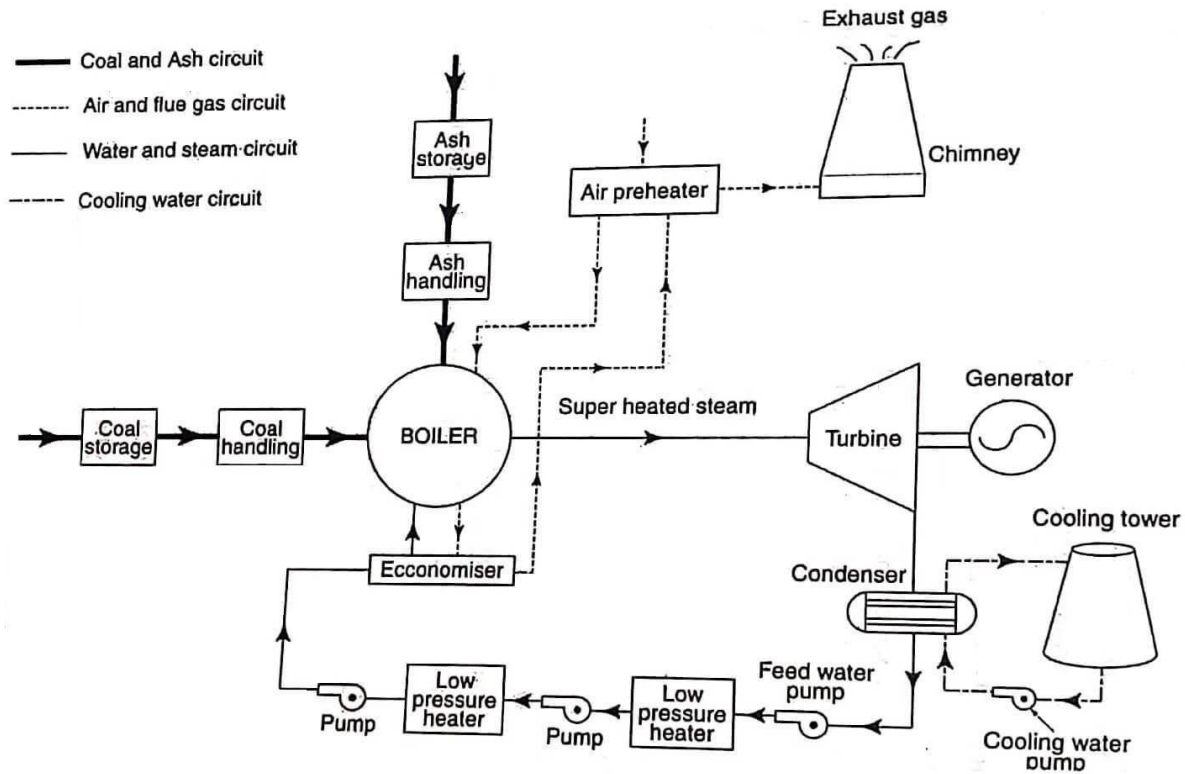 Exhaust gas
Coal and Ash circuit
Air and flue gas circuit
Water and steam circuit
Cooling water circuit
Ash
storage
Chimney
Air preheater
Ash
handling
Generator
Super heated steam
Turbine
BOILER
Coal
storage
Coal
handling
Cooling tower
Ecconomiser
Condenser
Feed water
pump
Low
pressure
heater
Low
pressure
heater
Pump
Pump
Cooling water
pump